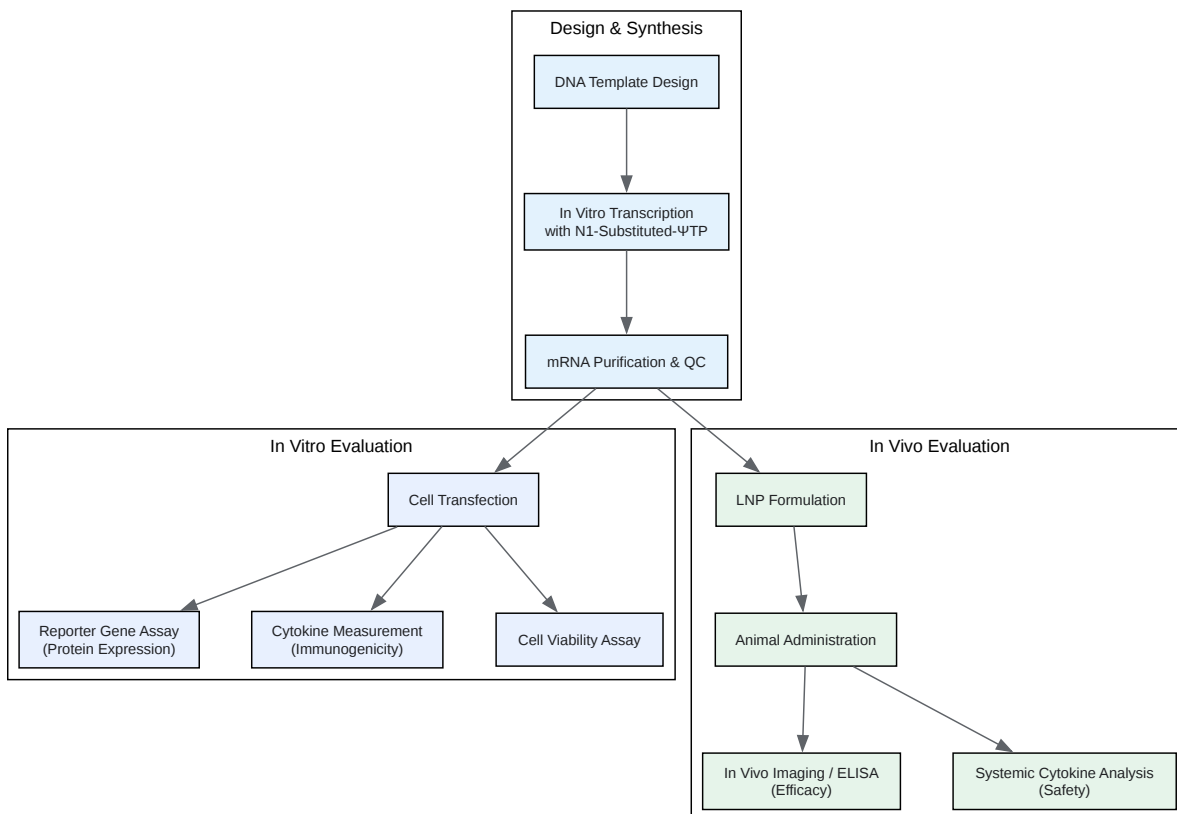 Design & Synthesis
DNA Template Design
In Vitro Transcription
with N1-Substituted-ΨTP
mRNA Purification & QC
In Vitro Evaluation
Cell Transfection
Reporter Gene Assay
(Protein Expression)
Cytokine Measurement
(Immunogenicity)
Cell Viability Assay
In Vivo Evaluation
LNP Formulation
Animal Administration
In Vivo Imaging / ELISA
(Efficacy)
Systemic Cytokine Analysis
(Safety)